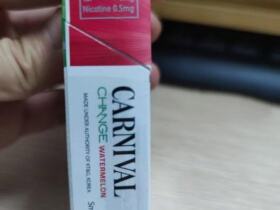 Nicotine 0.5mg
CARNIVAL
CHANGE WATERMELON
MADE UNDER AUTHORITY OF KT&G, KOREA